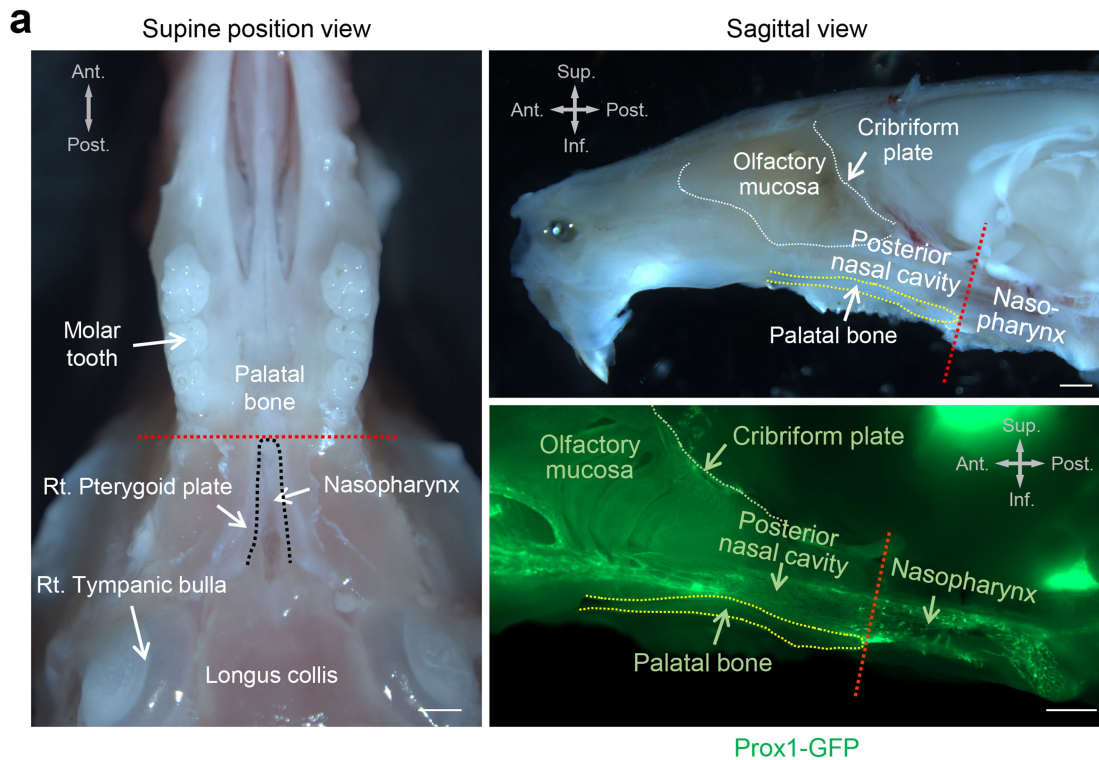 a
Supine position view
Ant.
Post.
Molar
tooth
Palatal
bone
Rt. Pterygoid plate
Nasopharynx
Rt. Tympanic bulla
Longus collis
Sagittal view
Sup.
Ant.
Post.
Inf.
Cribriform
plate
Olfactory
mucosa
Posterior
nasal cavity
Naso-
pharynx
Palatal bone
Olfactory
mucosa
Cribriform plate
Sup.
Ant.
Post.
Inf.
Posterior
nasal cavity
Nasopharynx
Palatal bone
Prox1-GFP